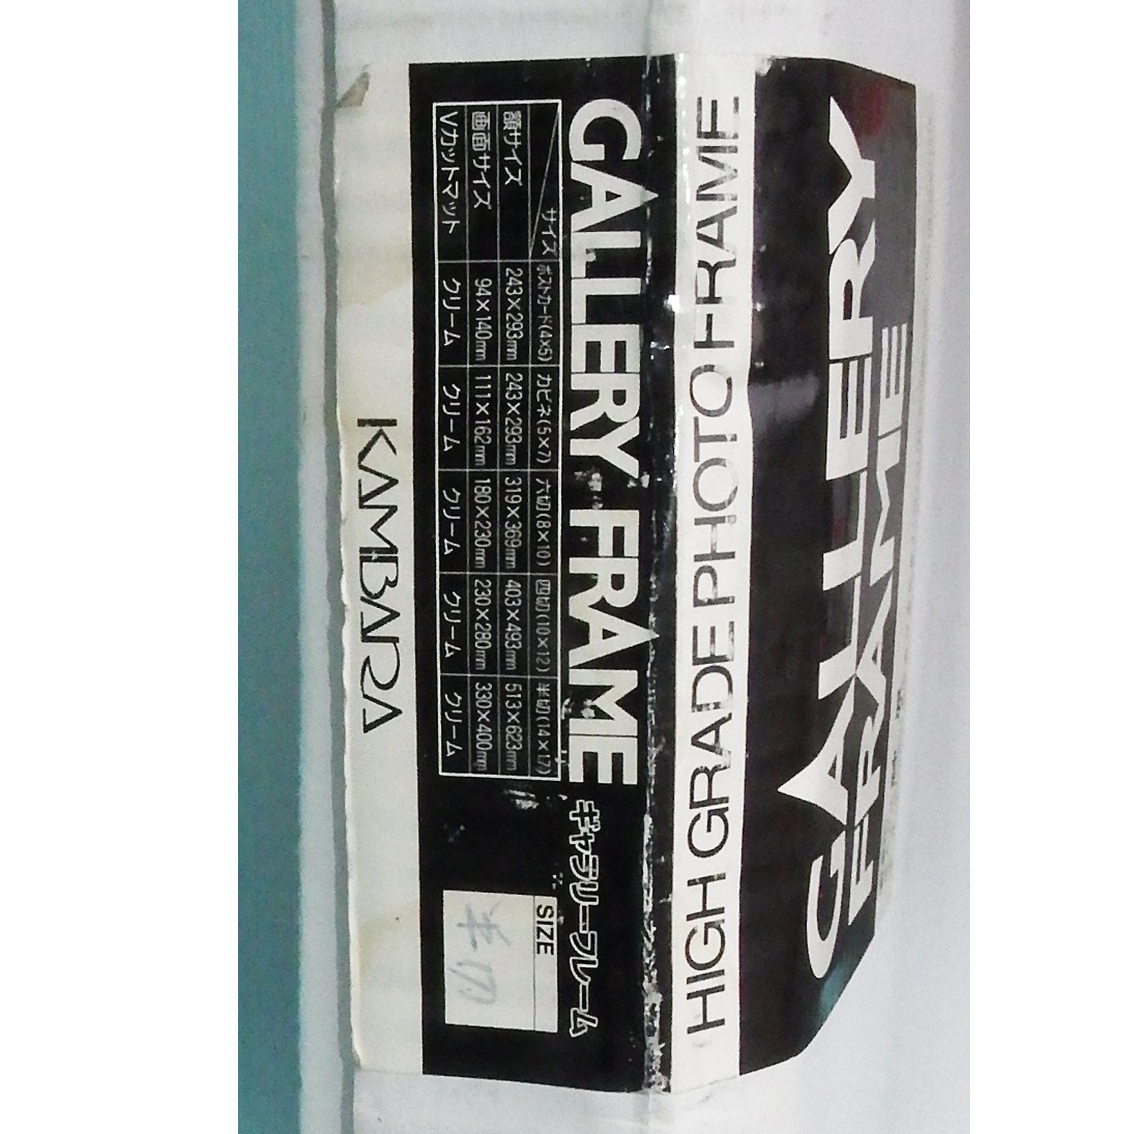 GALLERY
FRAME
HIGH GRADE PHOTO FRAME
GALLERY FRAME ギャラリーフレーム
サイズ ポストカード(4×5) カビネ(5×7) 六切(8×10) 四切(10×12) 半切(14×17)
額サイズ 243×293mm 243×293mm 319×369mm 403×493mm 513×623mm
画面サイズ 94×140mm 111×162mm 180×230mm 230×280mm 330×400mm
Vカットマット クリーム クリーム クリーム クリーム クリーム
SIZE
半切
KAMBARA